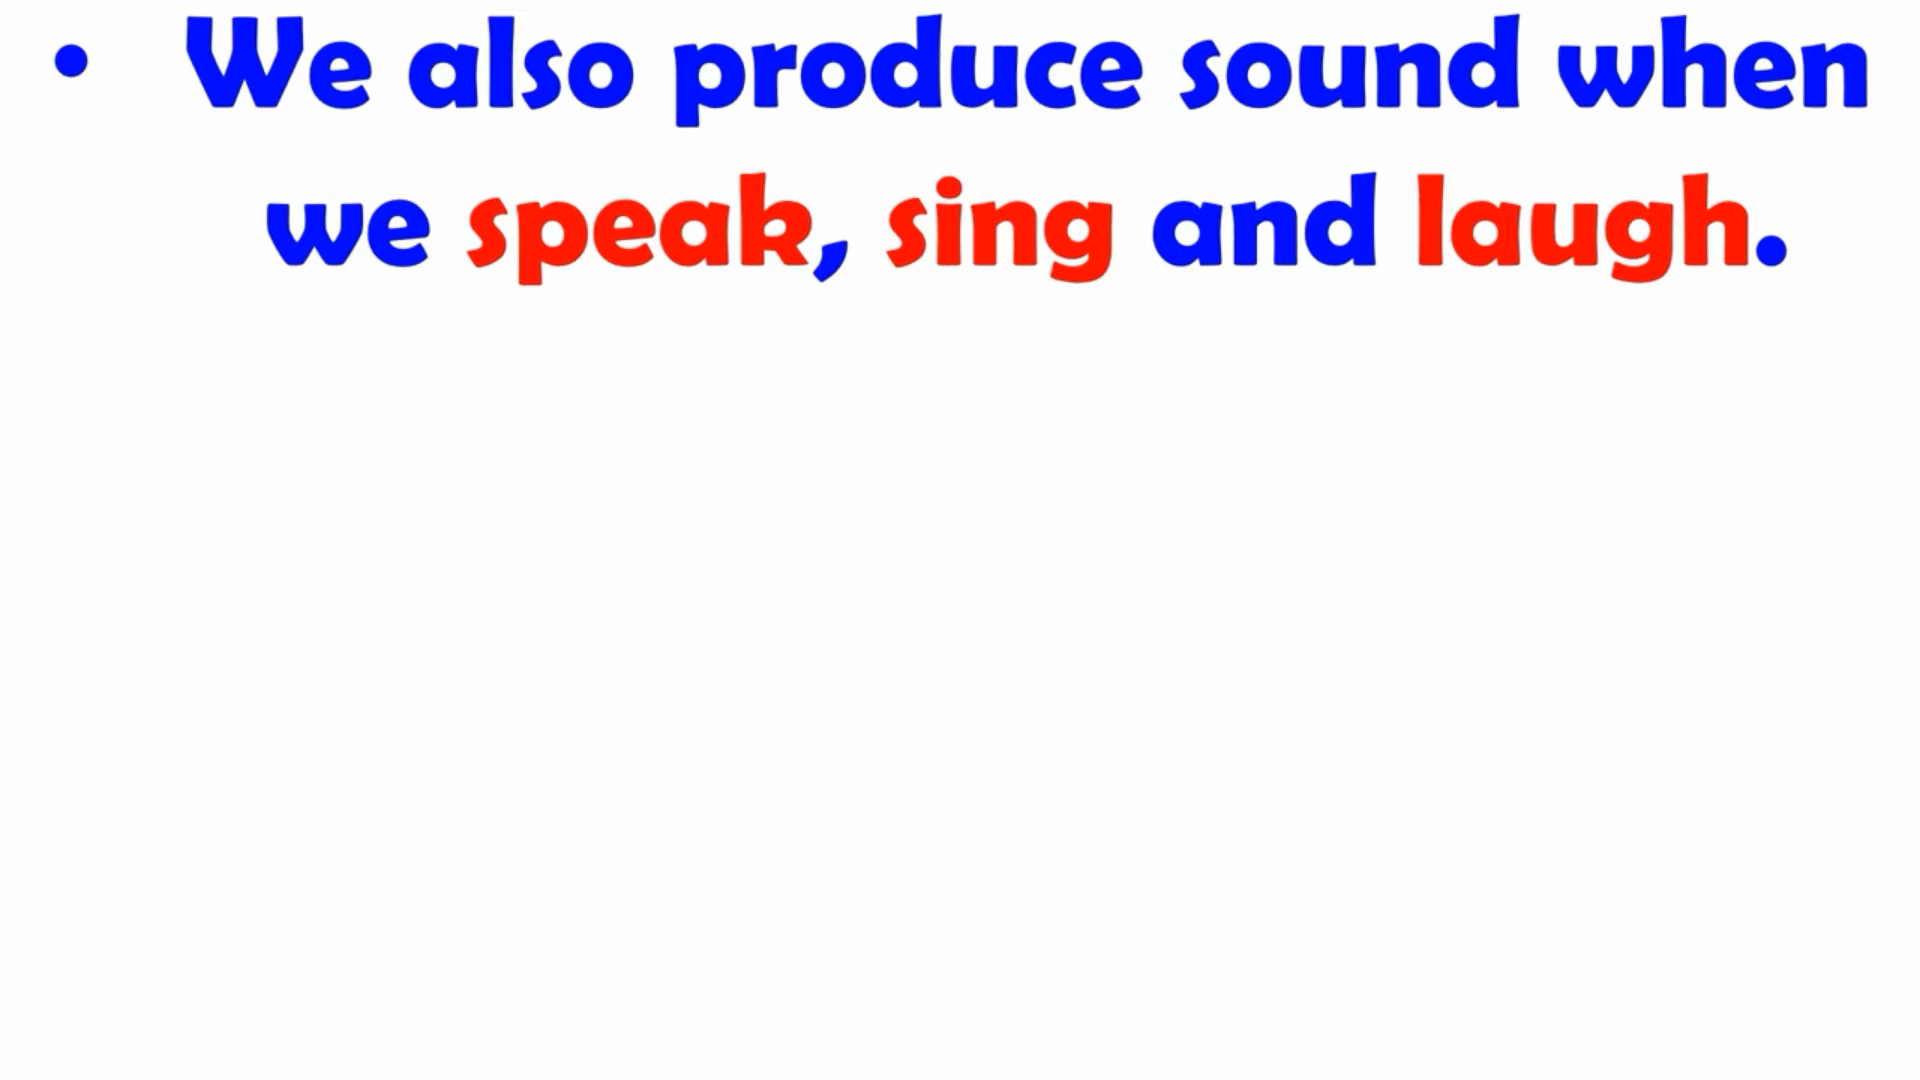 • We also produce sound when
we speak, sing and laugh.